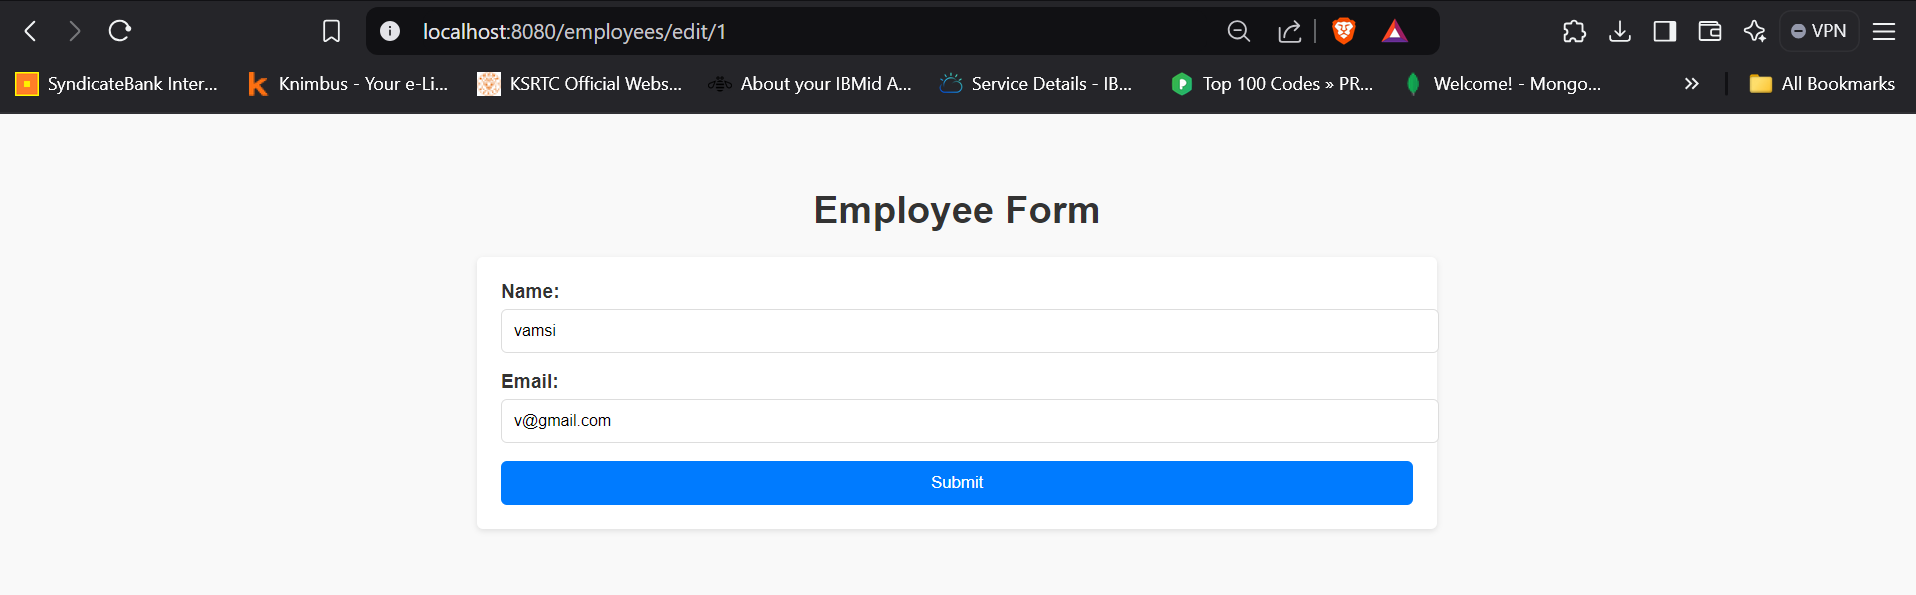 localhost:8080/employees/edit/1
VPN
SyndicateBank Inter...
Knimbus - Your e-Li...
KSRTC Official Webs...
About your IBMid A...
Service Details - IB...
Top 100 Codes » PR...
Welcome! - Mongo...
All Bookmarks
Employee Form
Name:
vamsi
Email:
v@gmail.com
Submit